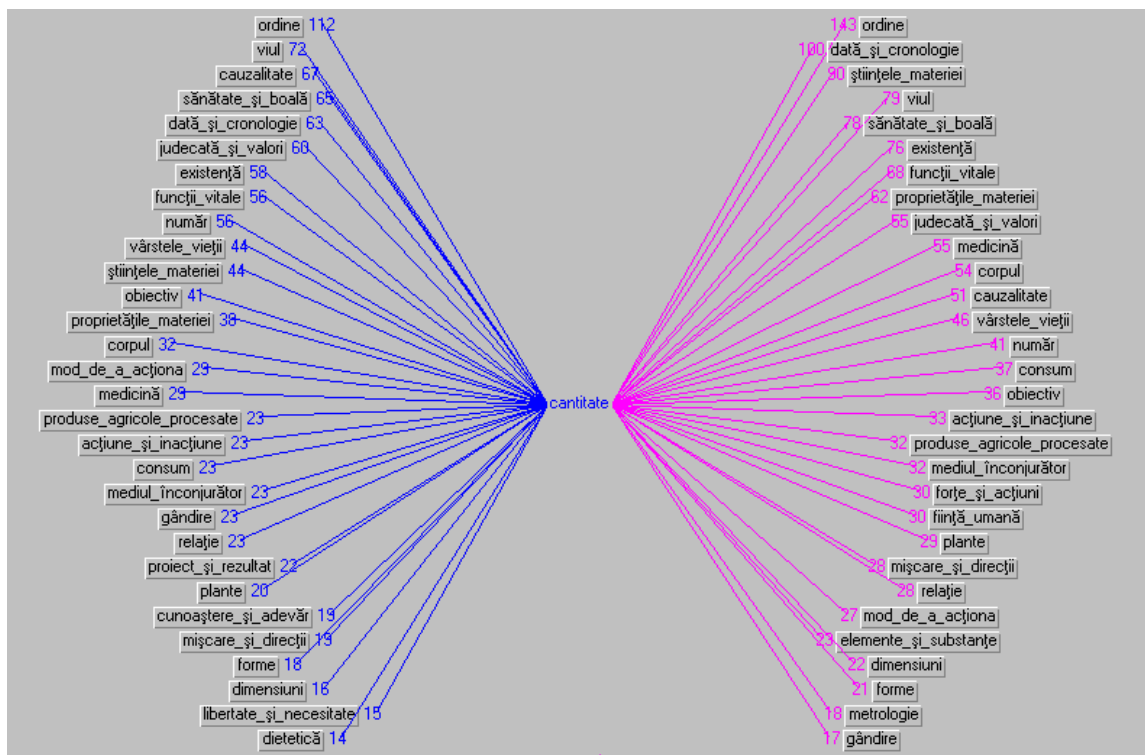 ordine 112
viul 72
cauzalitate 67
sănătate_şi_boală 65
dată_şi_cronologie 63
judecată_şi_valori 60
existenţă 58
funcţii_vitale 56
număr 56
vârstele_vieţii 44
ştiinţele_materiei 44
obiectiv 41
proprietăţile_materiei 38
corpul 32
mod_de_a_acţiona 29
medicină 29
produse_agricole_procesate 23
acţiune_şi_inacţiune 23
consum 23
mediul_înconjurător 23
gândire 23
relaţie 23
proiect_şi_rezultat 22
plante 20
cunoaştere_şi_adevăr 19
mişcare_şi_direcţii 19
forme 18
dimensiuni 16
libertate_şi_necesitate 15
dietetică 14
cantitate
143 ordine
100 dată_şi_cronologie
90 ştiinţele_materiei
79 viul
78 sănătate_şi_boală
76 existenţă
68 funcţii_vitale
62 proprietăţile_materiei
55 judecată_şi_valori
55 medicină
54 corpul
51 cauzalitate
46 vârstele_vieţii
41 număr
37 consum
36 obiectiv
33 acţiune_şi_inacţiune
32 produse_agricole_procesate
32 mediul_înconjurător
30 forţe_şi_acţiuni
30 fiinţă_umană
29 plante
28 mişcare_şi_direcţii
28 relaţie
27 mod_de_a_acţiona
23 elemente_şi_substanţe
22 dimensiuni
21 forme
18 metrologie
17 gândire